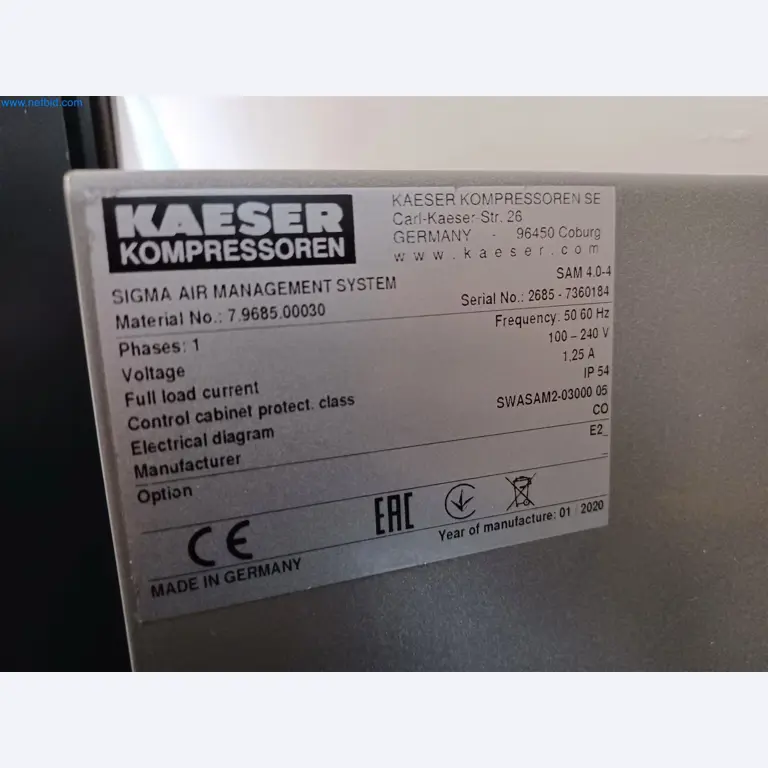 www.netbid.com
KAESER
KOMPRESSOREN
KAESER KOMPRESSOREN SE
Carl-Kaeser-Str. 26
GERMANY - 96450 Coburg
www.kaeser.com
SIGMA AIR MANAGEMENT SYSTEM SAM 4.0-4
Material No.: 7.9685.00030 Serial No.: 2685 - 7360184
Phases: 1 Frequency: 50 60 Hz
Voltage 100 – 240 V
Full load current 1,25 A
Control cabinet protect. class IP 54
Electrical diagram SWASAM2-03000 05
Manufacturer CO
Option E2_
_
CE EAC
Year of manufacture: 01 2020
MADE IN GERMANY